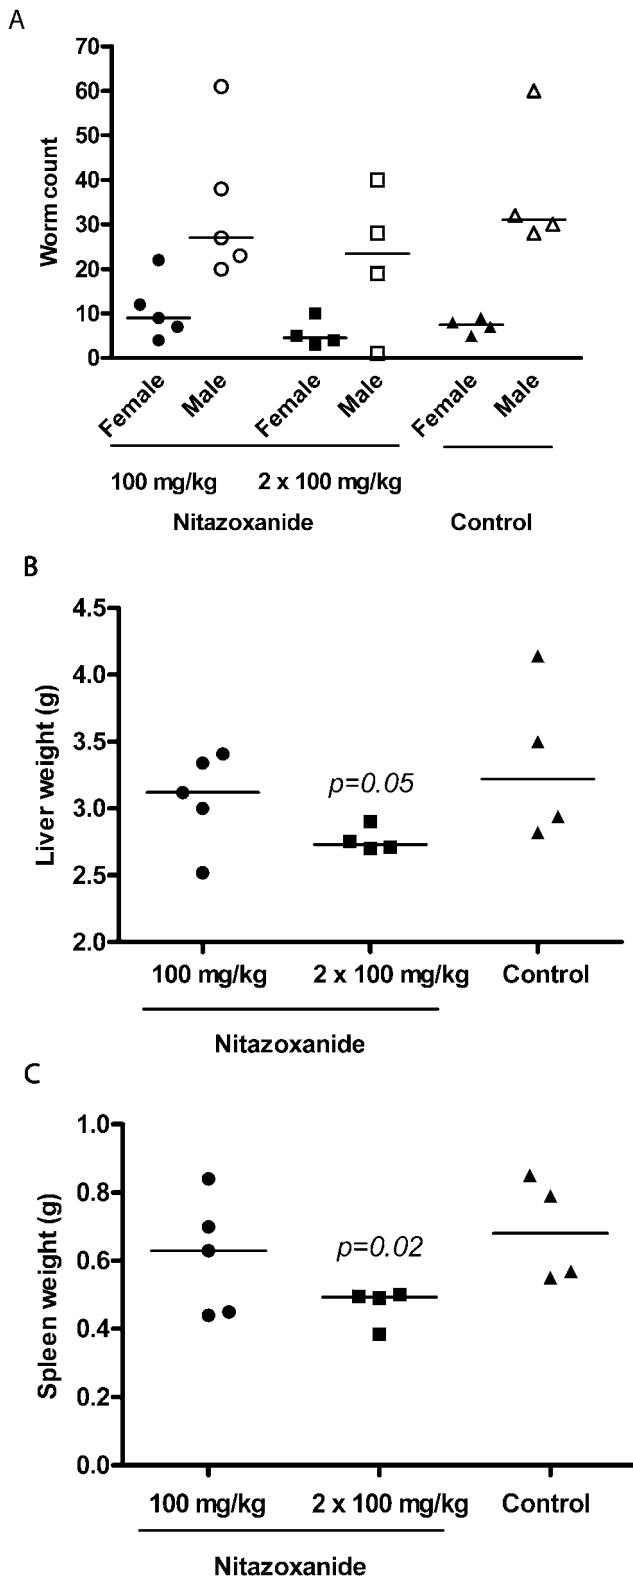 A
Worm count
70
60
50
40
30
20
10
0
Female
Male
Female
Male
Female
Male
100 mg/kg
2 x 100 mg/kg
Nitazoxanide
Control
B
Liver weight (g)
4.5
4.0
3.5
3.0
2.5
2.0
p=0.05
100 mg/kg
2 x 100 mg/kg
Control
Nitazoxanide
C
Spleen weight (g)
1.0
0.8
0.6
0.4
0.2
0.0
p=0.02
100 mg/kg
2 x 100 mg/kg
Control
Nitazoxanide